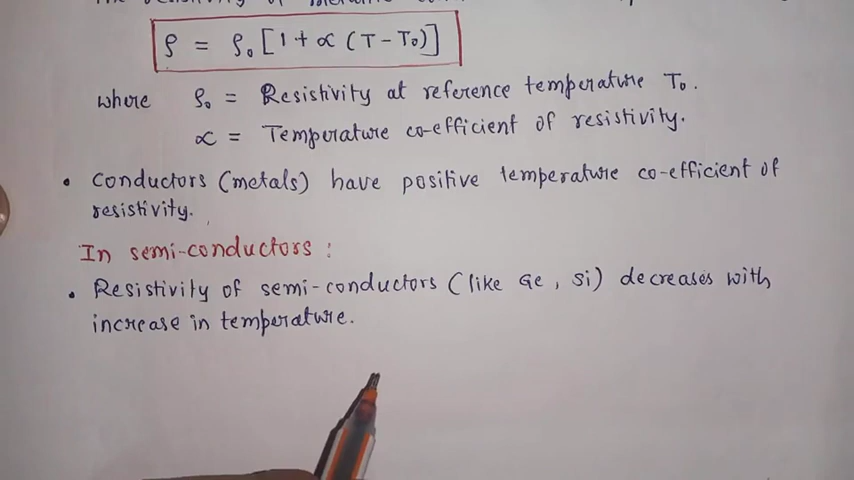 ρ = ρ₀ [1 + α (T - T₀)]
where ρ₀ = Resistivity at reference temperature T₀.
α = Temperature co-efficient of resistivity.
• Conductors (metals) have positive temperature co-efficient of
resistivity.
In semi-conductors :
• Resistivity of semi-conductors (like Ge, Si) decreases with
increase in temperature.